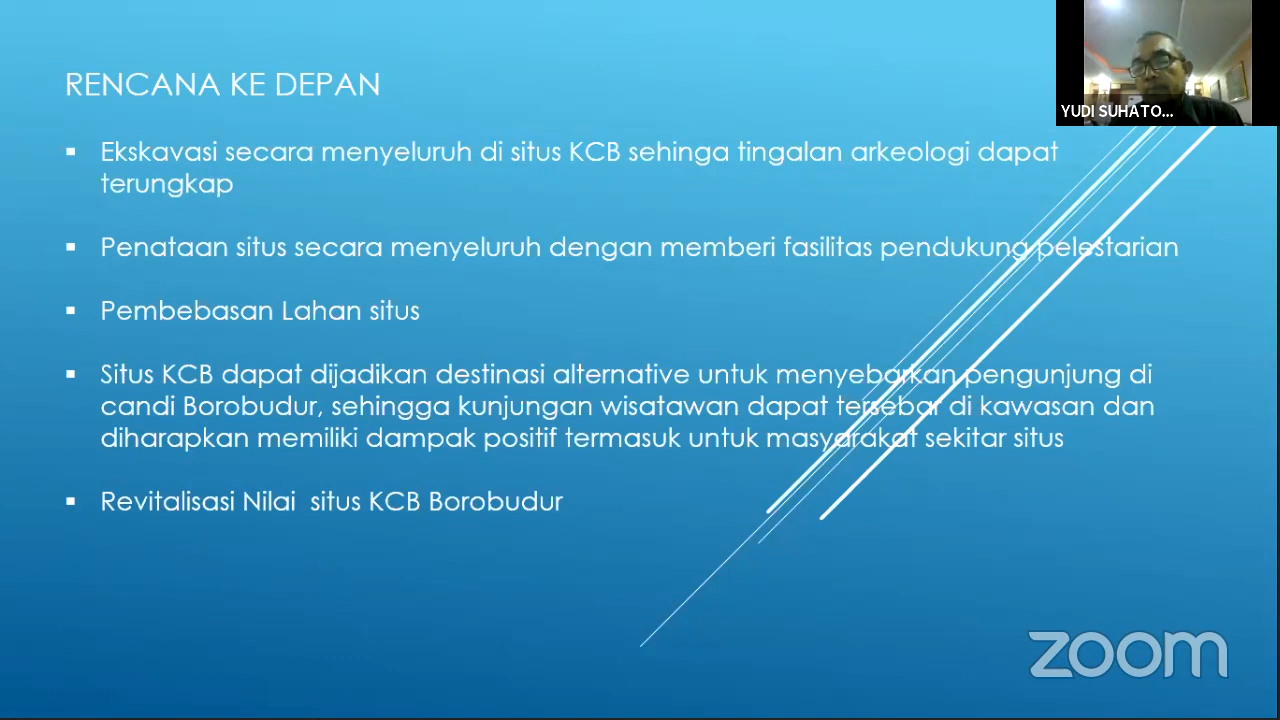 RENCANA KE DEPAN
YUDI SUHATO...
▪ Ekskavasi secara menyeluruh di situs KCB sehinga tingalan arkeologi dapat
terungkap
▪ Penataan situs secara menyeluruh dengan memberi fasilitas pendukung pelestarian
▪ Pembebasan Lahan situs
▪ Situs KCB dapat dijadikan destinasi alternative untuk menyebarkan pengunjung di
candi Borobudur, sehingga kunjungan wisatawan dapat tersebar di kawasan dan
diharapkan memiliki dampak positif termasuk untuk masyarakat sekitar situs
▪ Revitalisasi Nilai situs KCB Borobudur
zoom